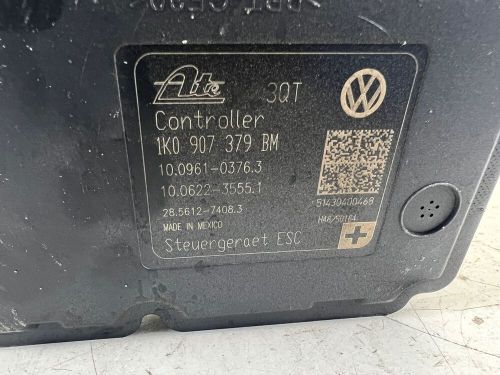 Ate 3QT
Controller
1K0 907 379 BM
10.0961-0376.3
10.0622-3555.1
28.5612-7408.3
51430400468
MADE IN MEXICO
Steuergeraet ESC